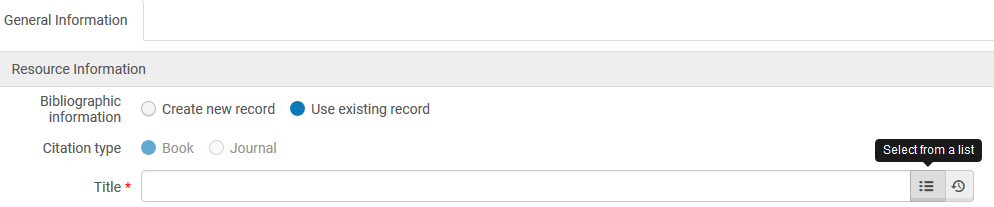 General Information
Resource Information
Bibliographic
information
Create new record
Use existing record
Citation type
Book
Journal
Select from a list
Title *